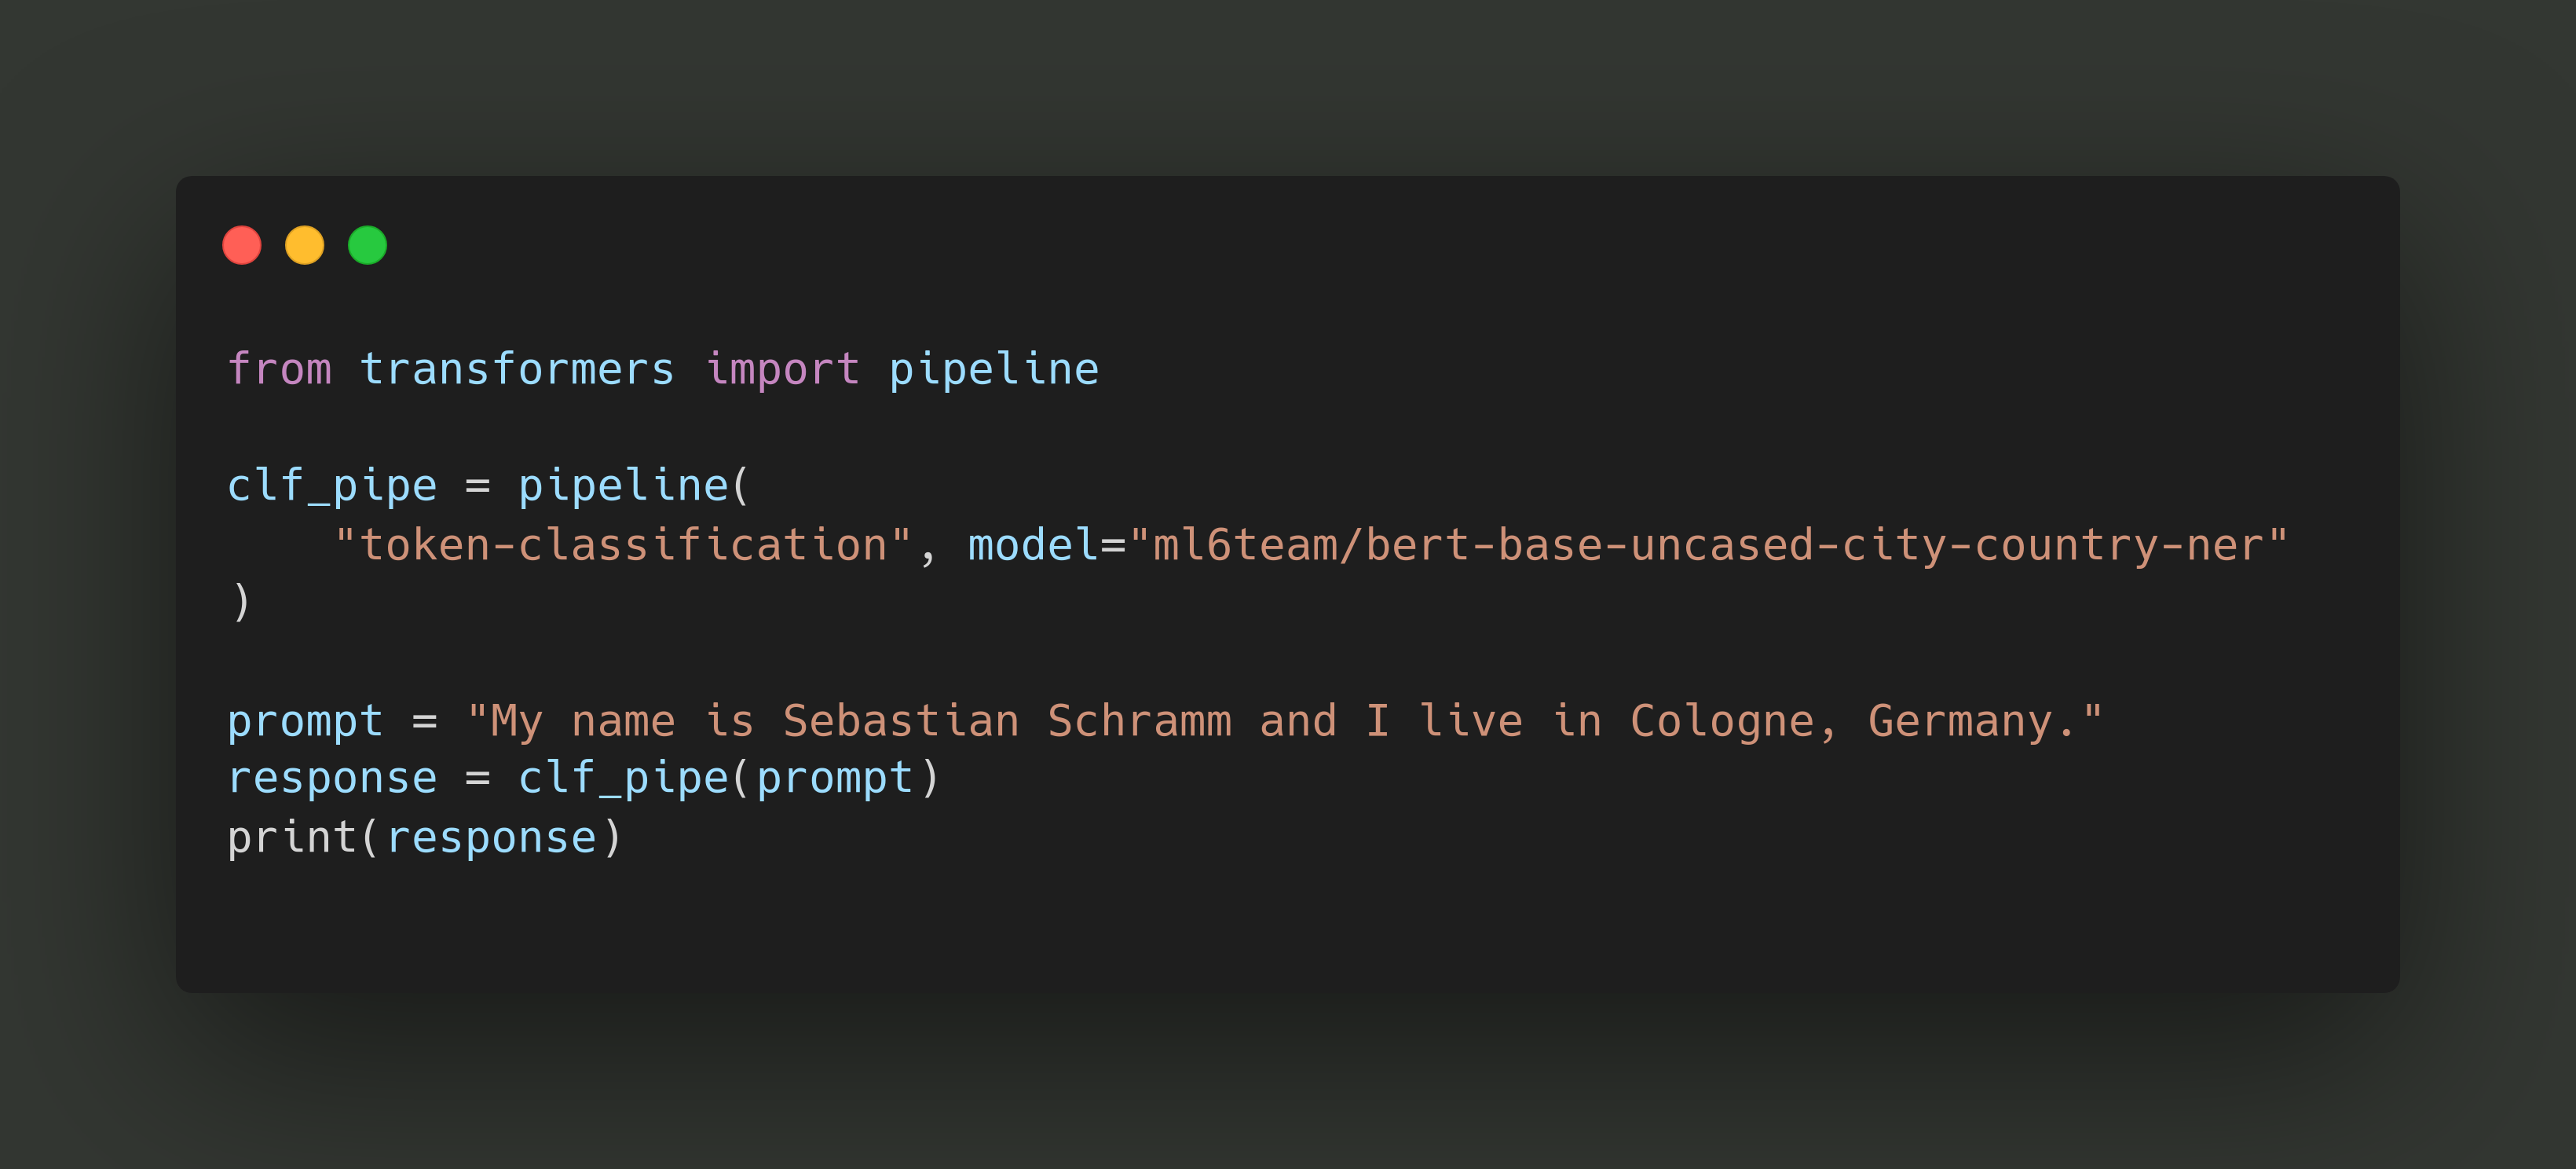 from transformers import pipeline

clf_pipe = pipeline(
    "token-classification", model="ml6team/bert-base-uncased-city-country-ner"
)

prompt = "My name is Sebastian Schramm and I live in Cologne, Germany."
response = clf_pipe(prompt)
print(response)